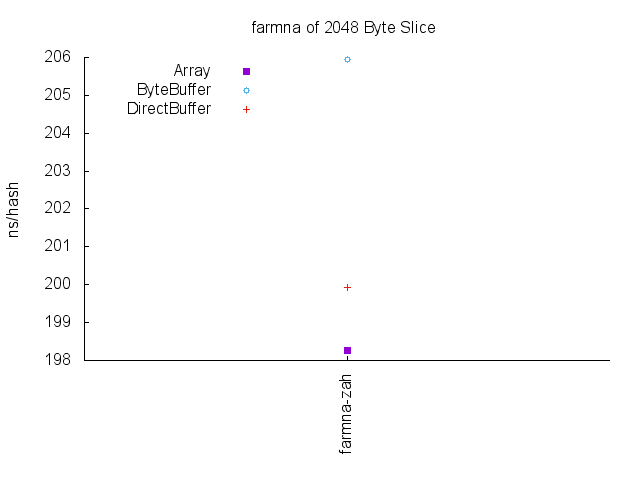 farmna of 2048 Byte Slice
206
205
204
203
202
201
200
199
198
ns/hash
Array
ByteBuffer
DirectBuffer
farmna-zah